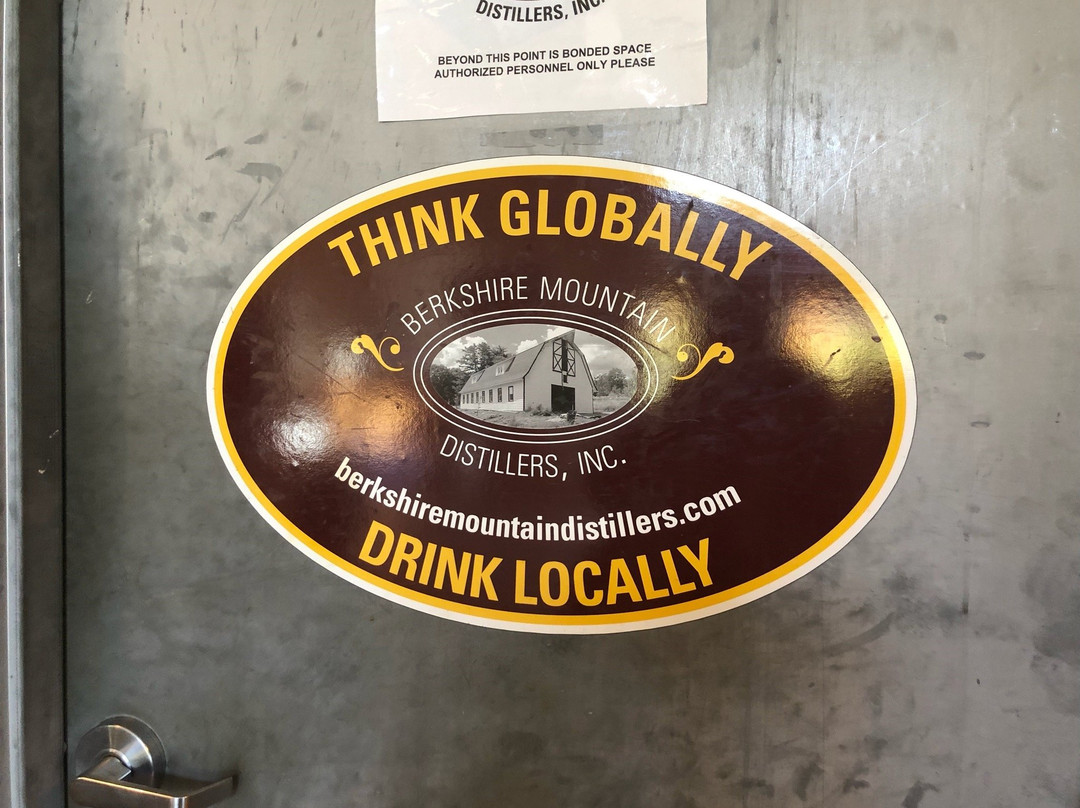 DISTILLERS, INC.
BEYOND THIS POINT IS BONDED SPACE
AUTHORIZED PERSONNEL ONLY PLEASE
THINK GLOBALLY
BERKSHIRE MOUNTAIN
DISTILLERS, INC.
berkshiremountaindistillers.com
DRINK LOCALLY